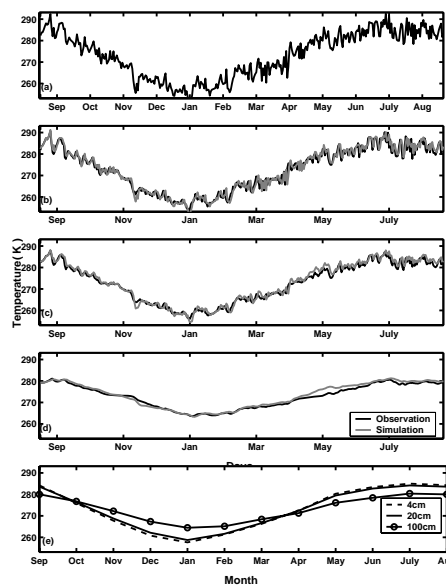 290
280
270
260
(a)
Sep Oct Nov Dec Jan Feb Mar Apr May Jun July Aug
290
280
270
260
(b)
Sep Nov Jan Mar May July
Temperature( K )
290
280
270
260
(c)
Sep Nov Jan Mar May July
290
280
270
260
(d)
Observation
Simulation
Sep Nov Jan Mar May July
290
280
270
260
(e)
4cm
20cm
100cm
Sep Oct Nov Dec Jan Feb Mar Apr May Jun July Au
Month